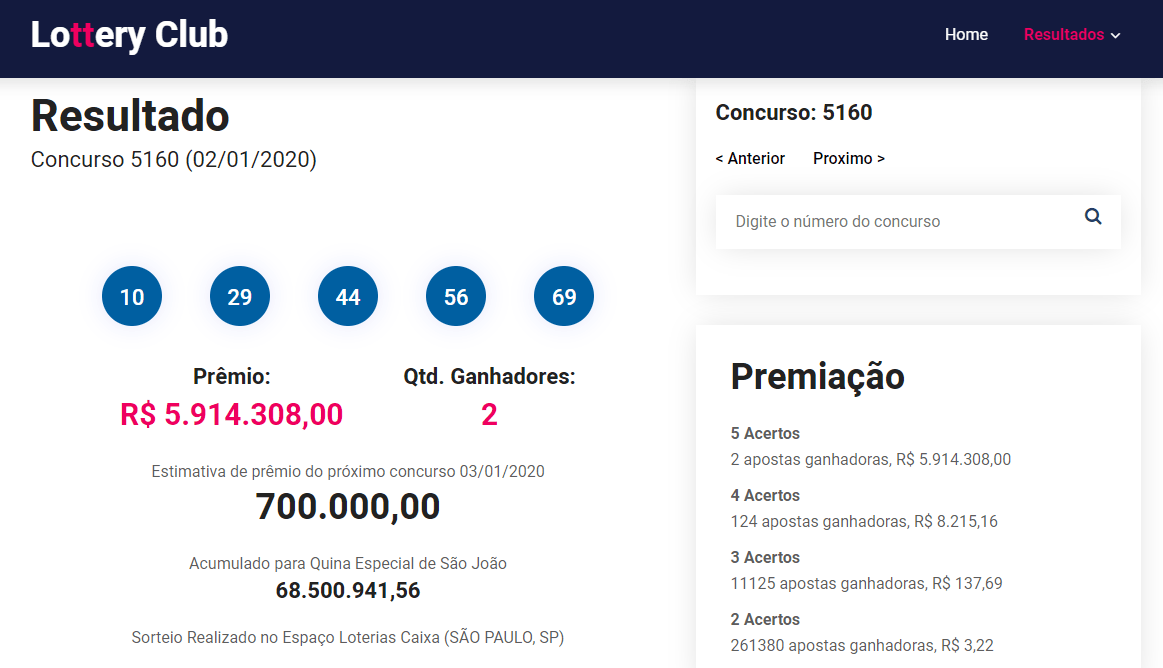 Lottery Club
Home
Resultados
Resultado
Concurso 5160 (02/01/2020)
10
29
44
56
69
Prêmio:
R$ 5.914.308,00
Qtd. Ganhadores:
2
Estimativa de prêmio do próximo concurso 03/01/2020
700.000,00
Acumulado para Quina Especial de São João
68.500.941,56
Sorteio Realizado no Espaço Loterias Caixa (SÃO PAULO, SP)
Concurso: 5160
< Anterior
Proximo >
Digite o número do concurso
Premiação
5 Acertos
2 apostas ganhadoras, R$ 5.914.308,00
4 Acertos
124 apostas ganhadoras, R$ 8.215,16
3 Acertos
11125 apostas ganhadoras, R$ 137,69
2 Acertos
261380 apostas ganhadoras, R$ 3,22